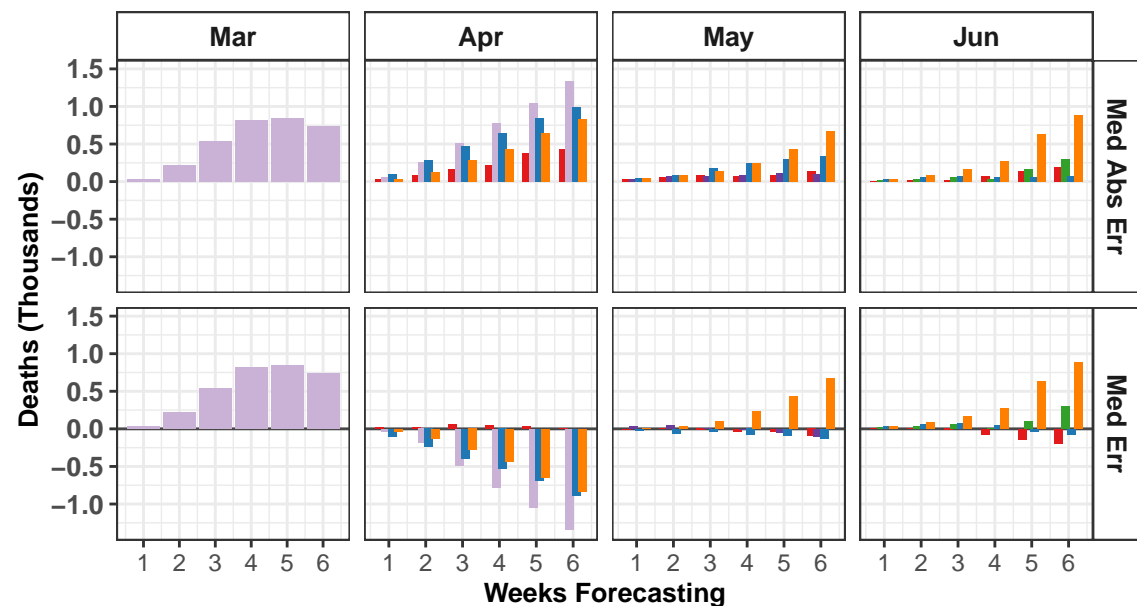 Mar Apr May Jun
Deaths (Thousands)
1.5
1.0
0.5
0.0
−0.5
−1.0
Med Abs Err
1.5
1.0
0.5
0.0
−0.5
−1.0
Med Err
1 2 3 4 5 6 1 2 3 4 5 6 1 2 3 4 5 6 1 2 3 4 5 6
Weeks Forecasting